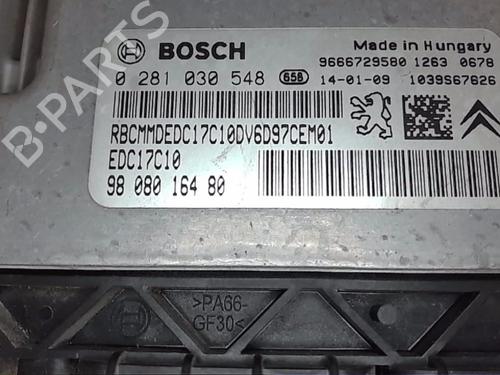 BOSCH
Made in Hungary
9666729580 1263 0678
0 281 030 548 658 14-01-09 1039S67626
RBCMMDEDC17C10DV6D97CEM01
EDC17C10
98 080 164 80
>PA66-
GF30<
B-Parts